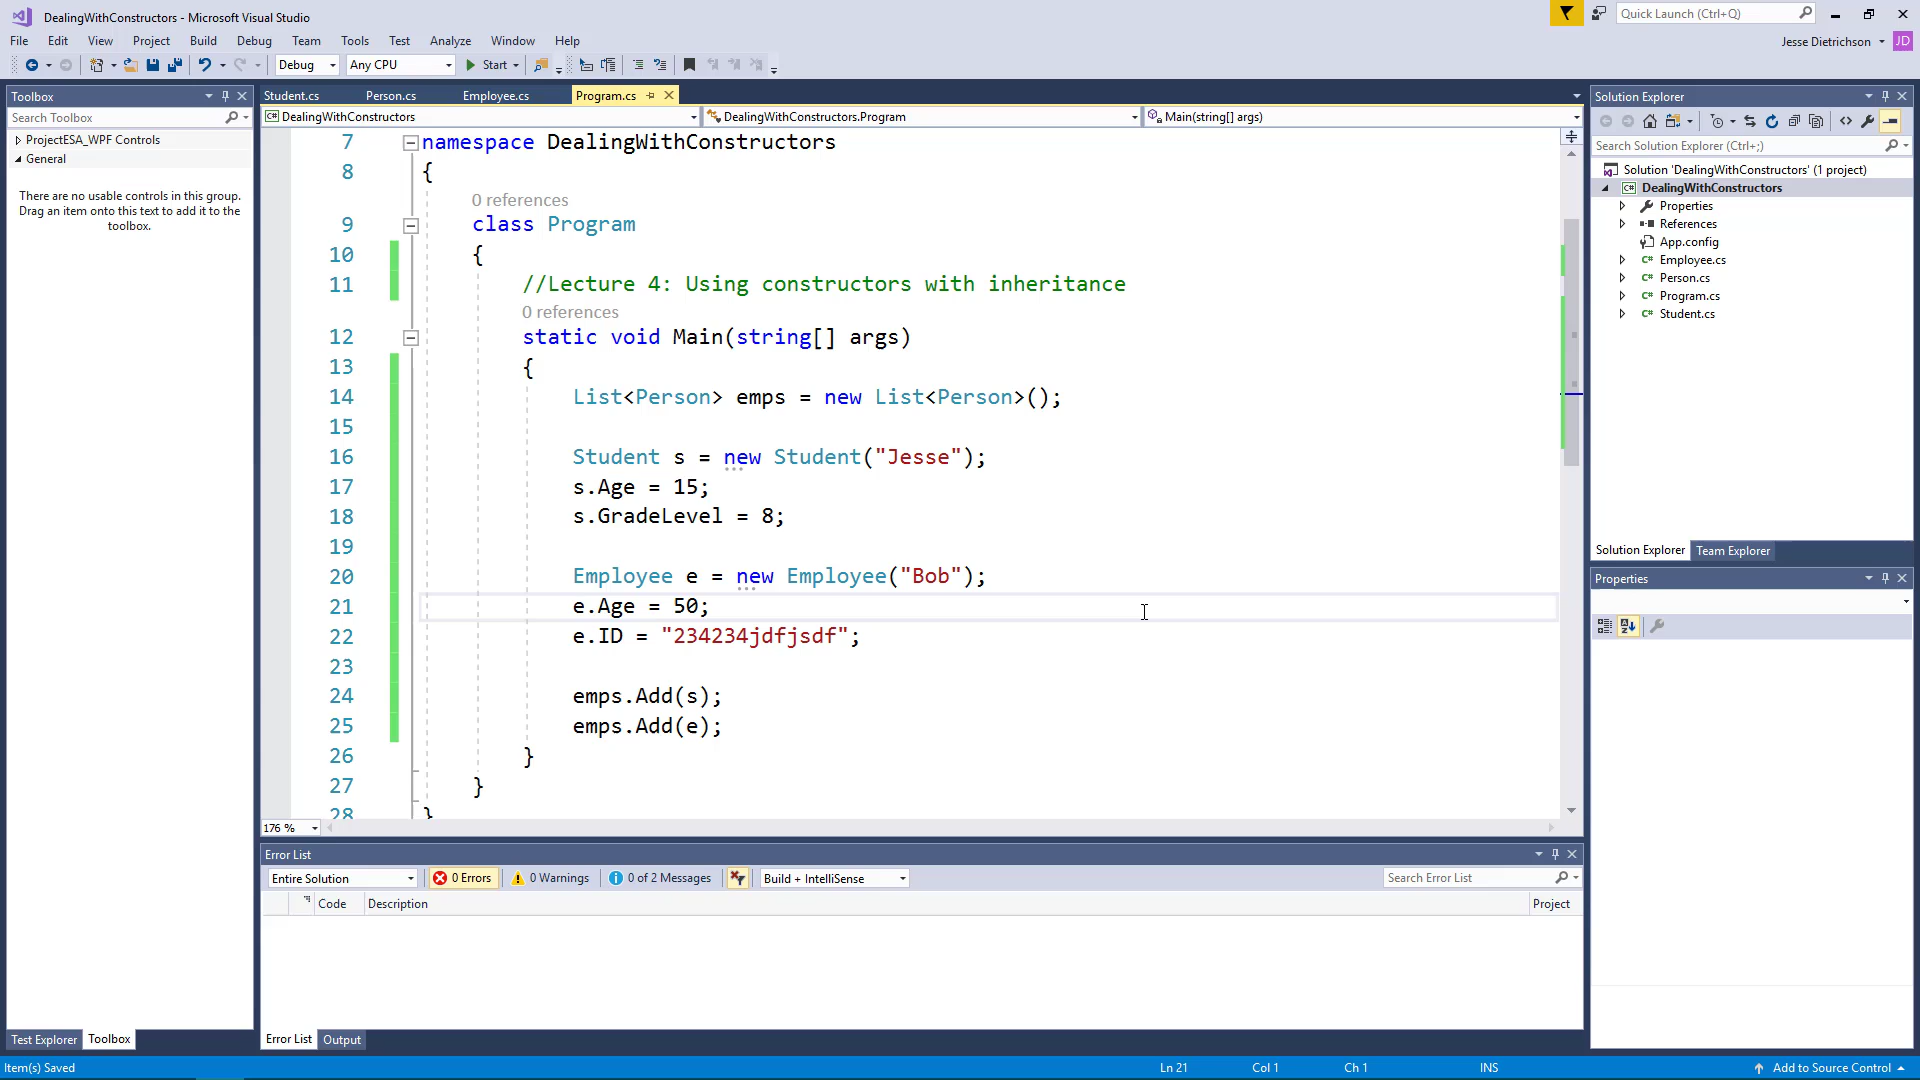 DealingWithConstructors - Microsoft Visual Studio
Quick Launch (Ctrl+Q)
File Edit View Project Build Debug Team Tools Test Analyze Window Help
Jesse Dietrichson JD
Debug Any CPU Start
Toolbox
Search Toolbox
ProjectESA_WPF Controls
General
There are no usable controls in this group.
Drag an item onto this text to add it to the
toolbox.
Test Explorer Toolbox
Student.cs Person.cs Employee.cs Program.cs
DealingWithConstructors DealingWithConstructors.Program Main(string[] args)
7 namespace DealingWithConstructors
8 {
0 references
9 class Program
10 {
11 //Lecture 4: Using constructors with inheritance
0 references
12 static void Main(string[] args)
13 {
14 List<Person> emps = new List<Person>();
15
16 Student s = new Student("Jesse");
17 s.Age = 15;
18 s.GradeLevel = 8;
19
20 Employee e = new Employee("Bob");
21 e.Age = 50;
22 e.ID = "234234jdfjsdf";
23
24 emps.Add(s);
25 emps.Add(e);
26 }
27 }
28 }
176 %
Error List
Entire Solution 0 Errors 0 Warnings 0 of 2 Messages Build + IntelliSense Search Error List
Code Description Project
Error List Output
Solution Explorer
Search Solution Explorer (Ctrl+;)
Solution 'DealingWithConstructors' (1 project)
C# DealingWithConstructors
Properties
References
App.config
C# Employee.cs
C# Person.cs
C# Program.cs
C# Student.cs
Solution Explorer Team Explorer
Properties
Item(s) Saved Ln 21 Col 1 Ch 1 INS Add to Source Control